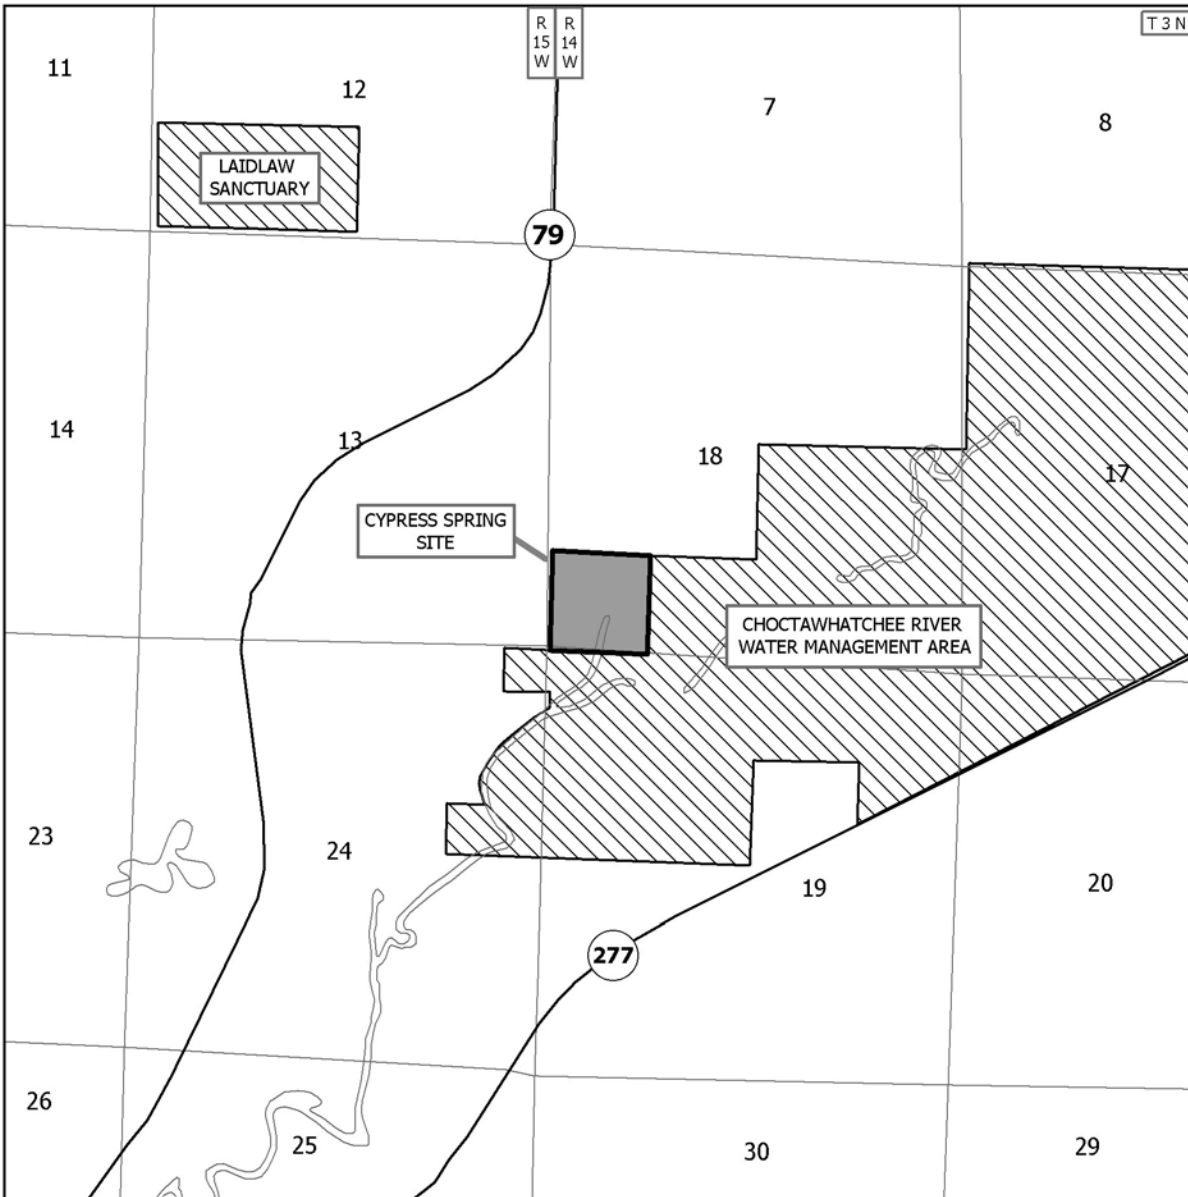 R
15
W
R
14
W
T 3 N
11
12
7
8
LAIDLAW
SANCTUARY
79
14
13
18
17
CYPRESS SPRING
SITE
CHOCTAWHATCHEE RIVER
WATER MANAGEMENT AREA
23
24
19
20
277
26
25
30
29